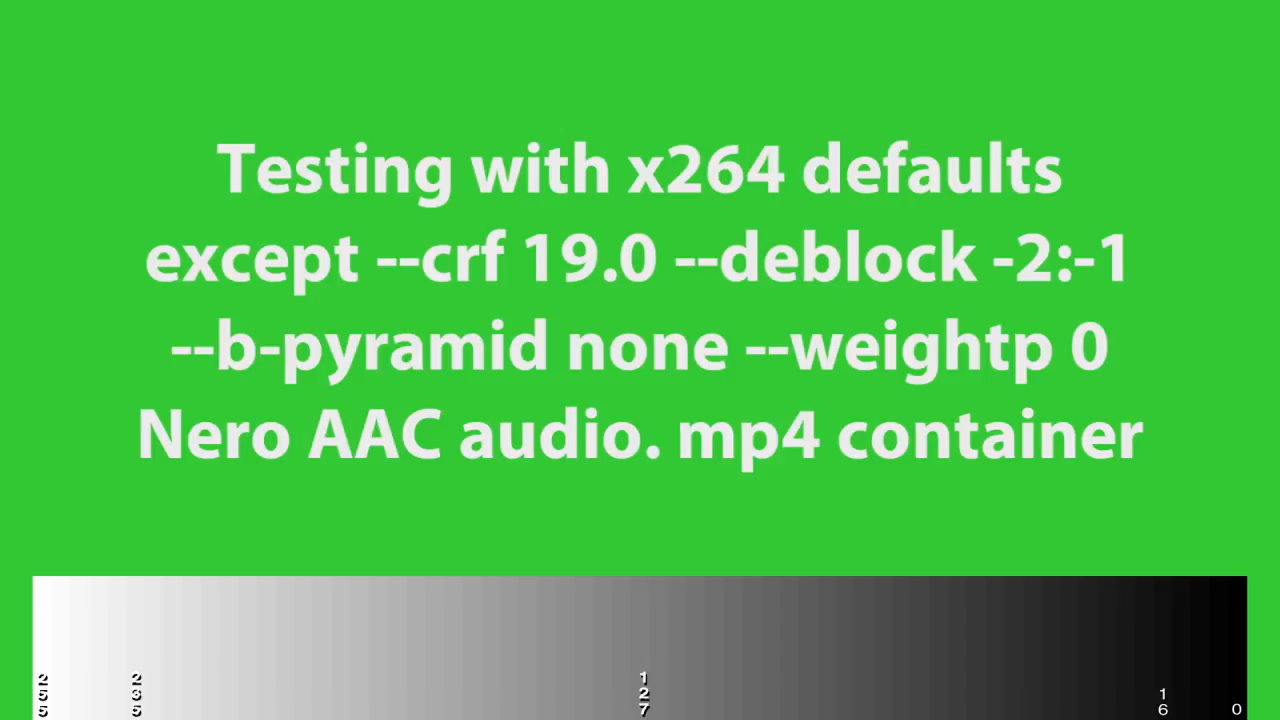 Testing with x264 defaults
except --crf 19.0 --deblock -2:-1
--b-pyramid none --weightp 0
Nero AAC audio. mp4 container
255 235 127 16 0